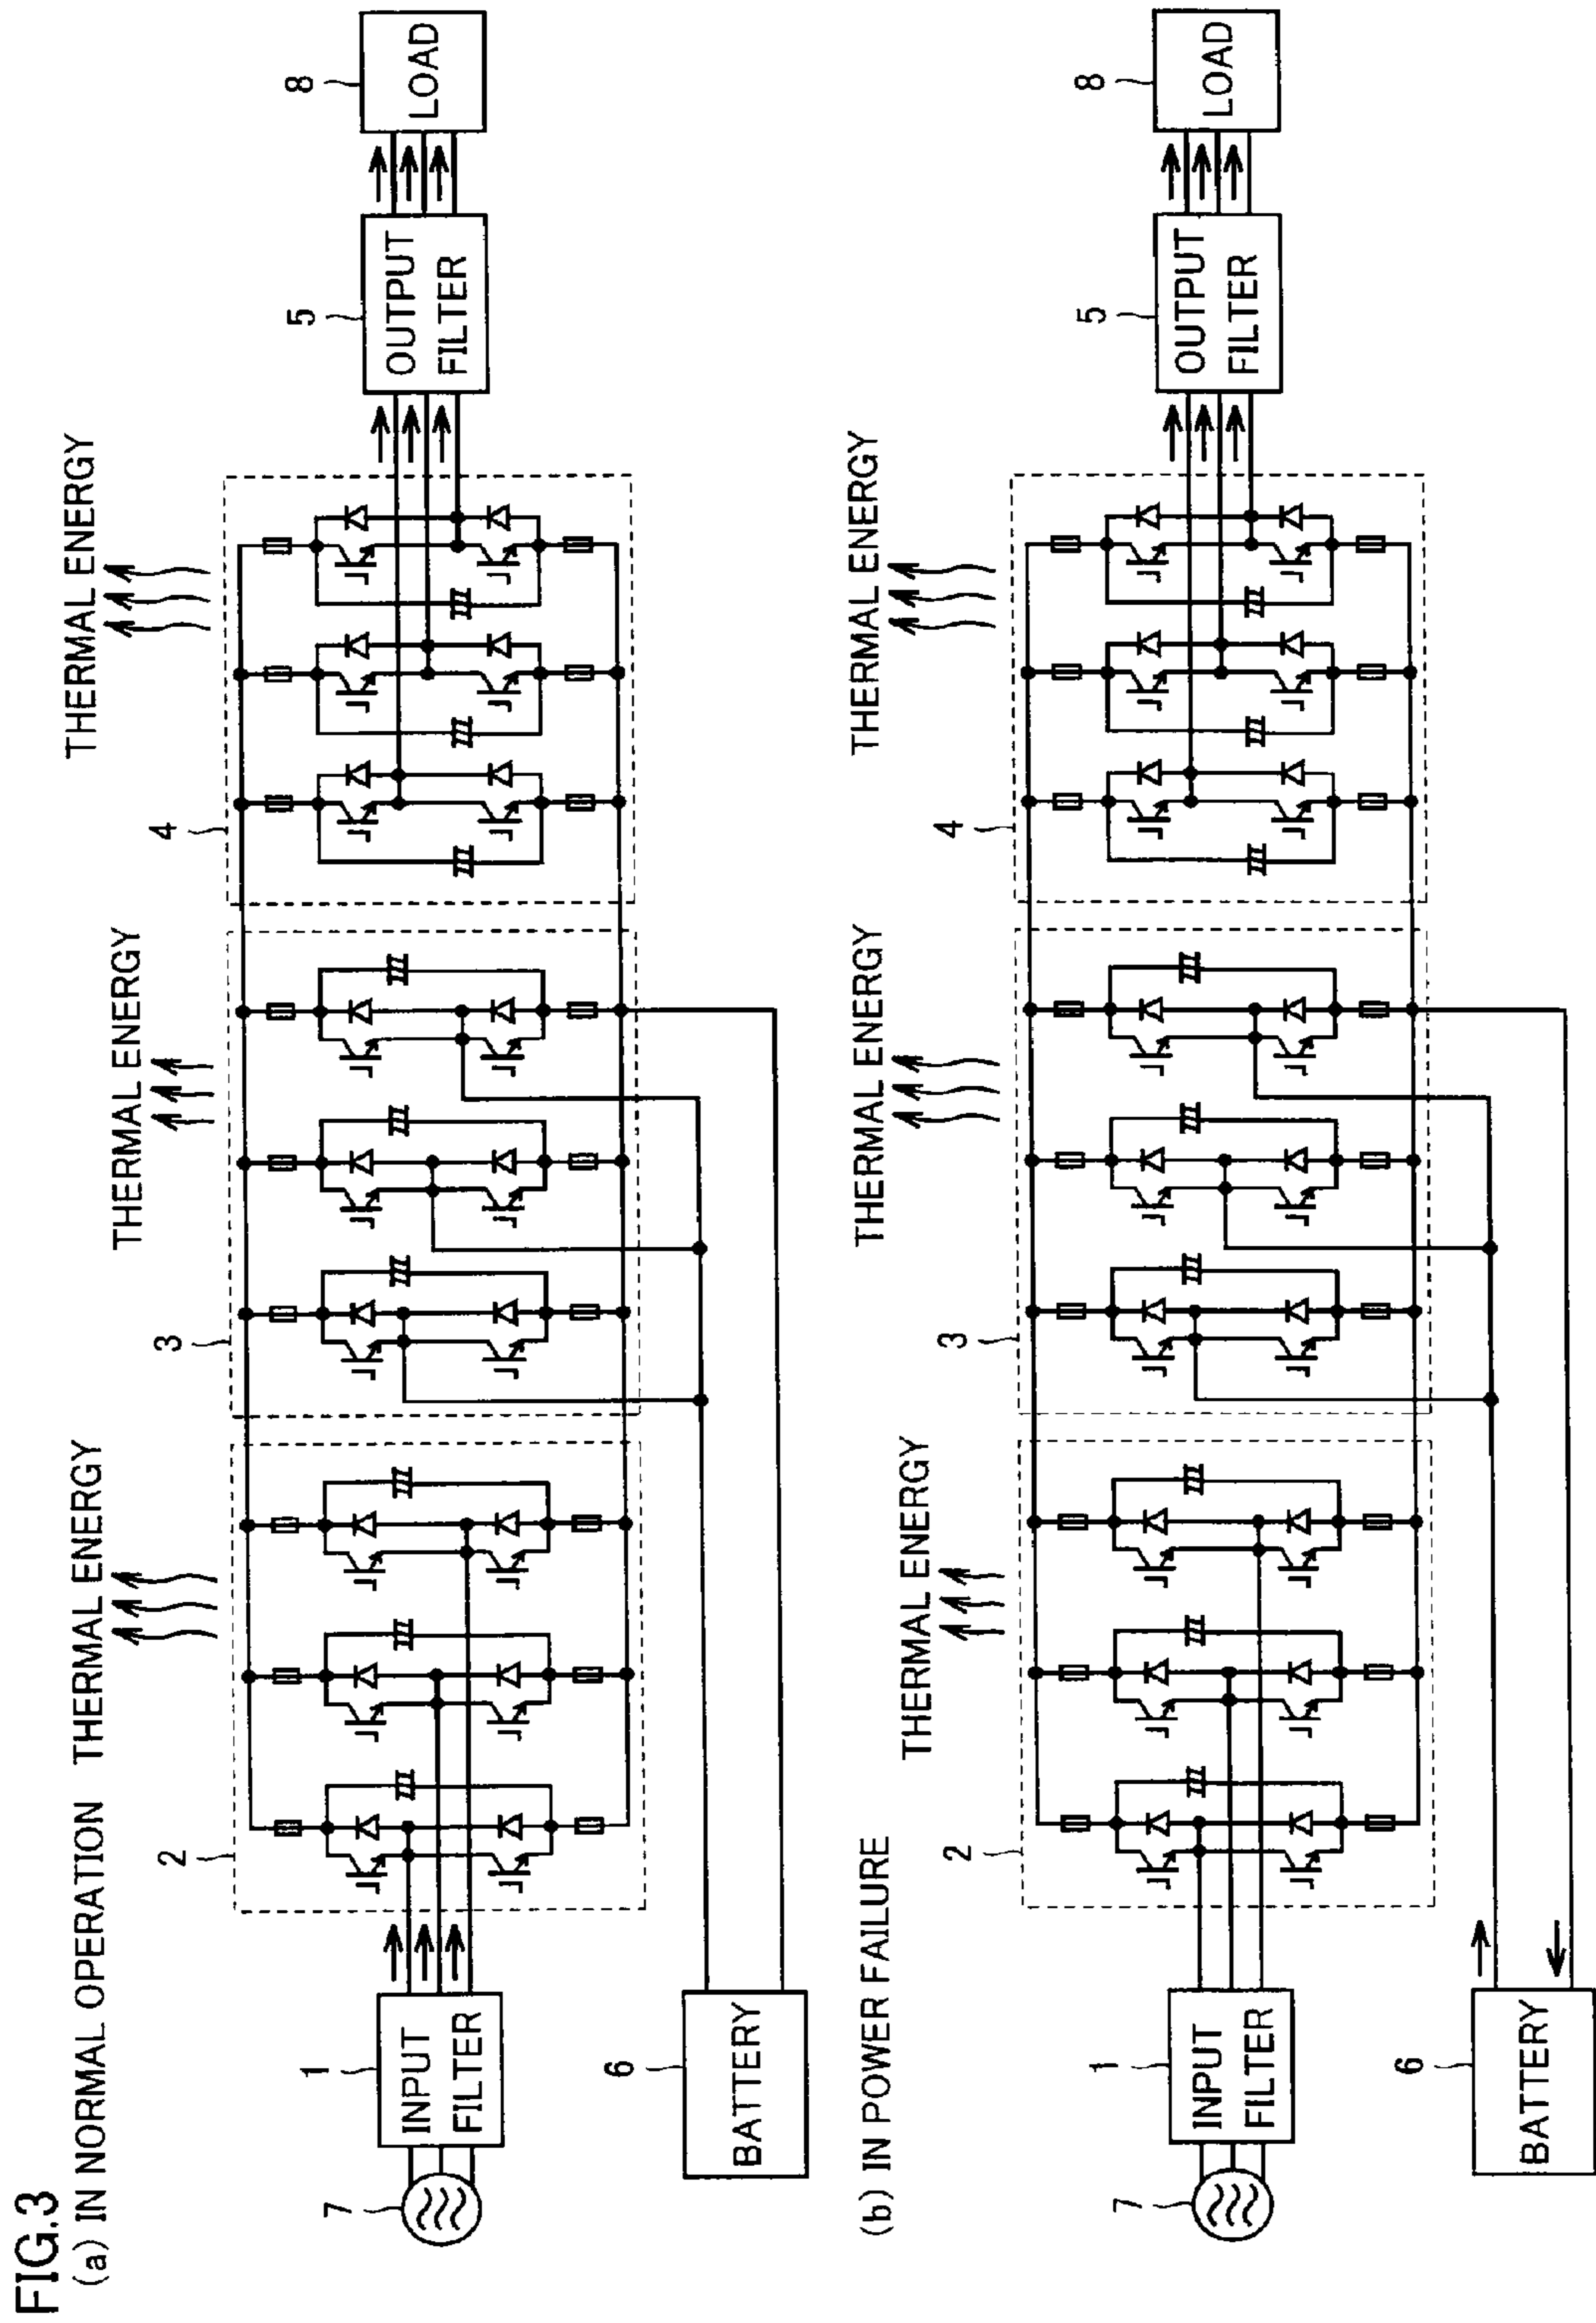 FIG.3
(a) IN NORMAL OPERATION
THERMAL ENERGY
THERMAL ENERGY
THERMAL ENERGY
2
3
4
7
1
INPUT
FILTER
5
OUTPUT
FILTER
8
LOAD
6
BATTERY
(b) IN POWER FAILURE
THERMAL ENERGY
THERMAL ENERGY
THERMAL ENERGY
2
3
4
7
1
INPUT
FILTER
5
OUTPUT
FILTER
8
LOAD
6
BATTERY